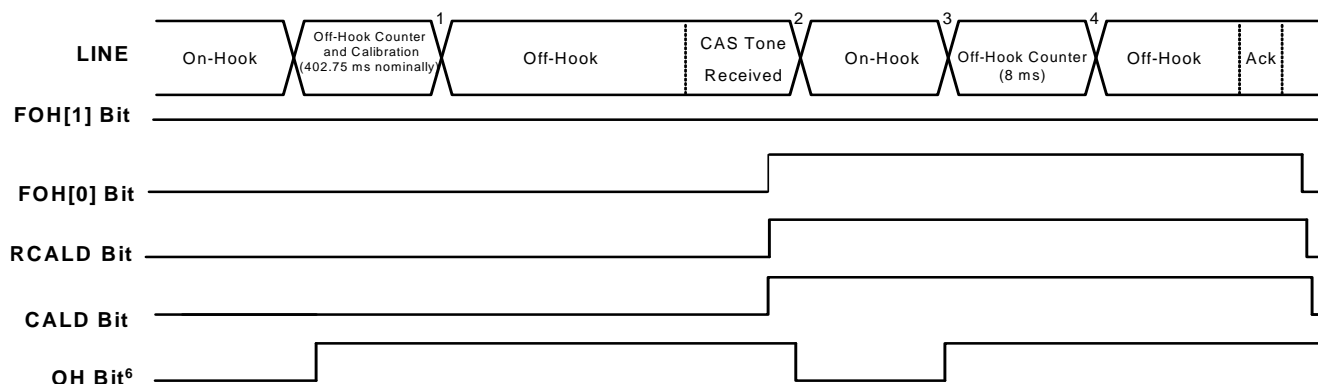 1 2 3 4
LINE
On-Hook
Off-Hook Counter
and Calibration
(402.75 ms nominally)
Off-Hook
CAS Tone
Received
On-Hook
Off-Hook Counter
(8 ms)
Off-Hook
Ack
FOH[1] Bit
FOH[0] Bit
RCALD Bit
CALD Bit
OH Bit⁶